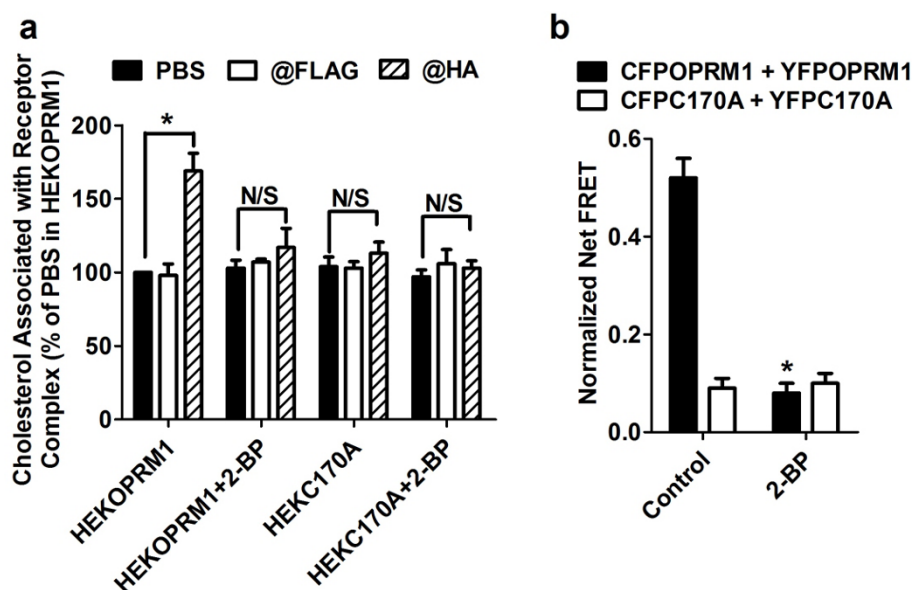 a
PBS
@FLAG
@HA
Cholesterol Associated with Receptor
Complex (% of PBS in HEKOPRM1)
200
150
100
50
0
*
N/S
N/S
N/S
HEKOPRM1
HEKOPRM1+2-BP
HEKC170A
HEKC170A+2-BP
b
CFPOPRM1 + YFPOPRM1
CFPC170A + YFPC170A
Normalized Net FRET
0.6
0.4
0.2
0.0
*
Control
2-BP